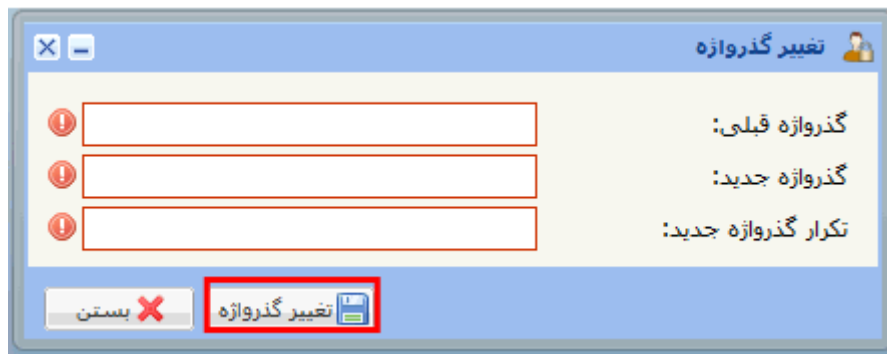 تغییر گذرواژه
گذرواژه قبلی:
گذرواژه جدید:
تکرار گذرواژه جدید:
تغییر گذرواژه
بستن